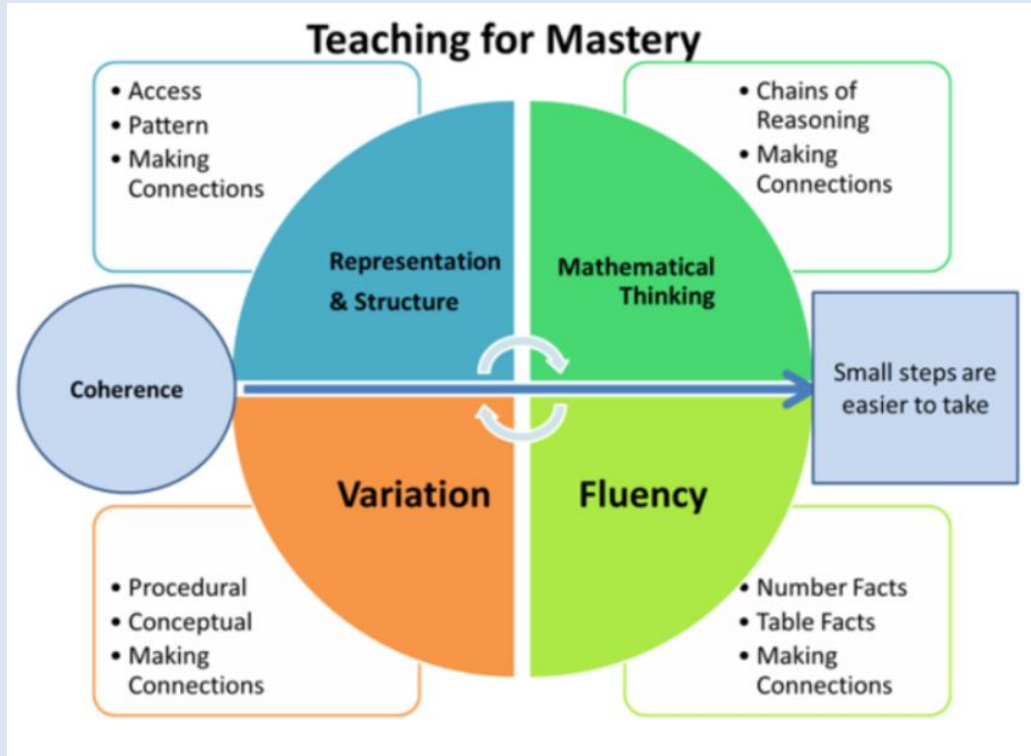 Teaching for Mastery
• Access
• Pattern
• Making
Connections
• Chains of
Reasoning
• Making
Connections
Representation
& Structure
Mathematical
Thinking
Coherence
Small steps are
easier to take
Variation
Fluency
• Procedural
• Conceptual
• Making
Connections
• Number Facts
• Table Facts
• Making
Connections